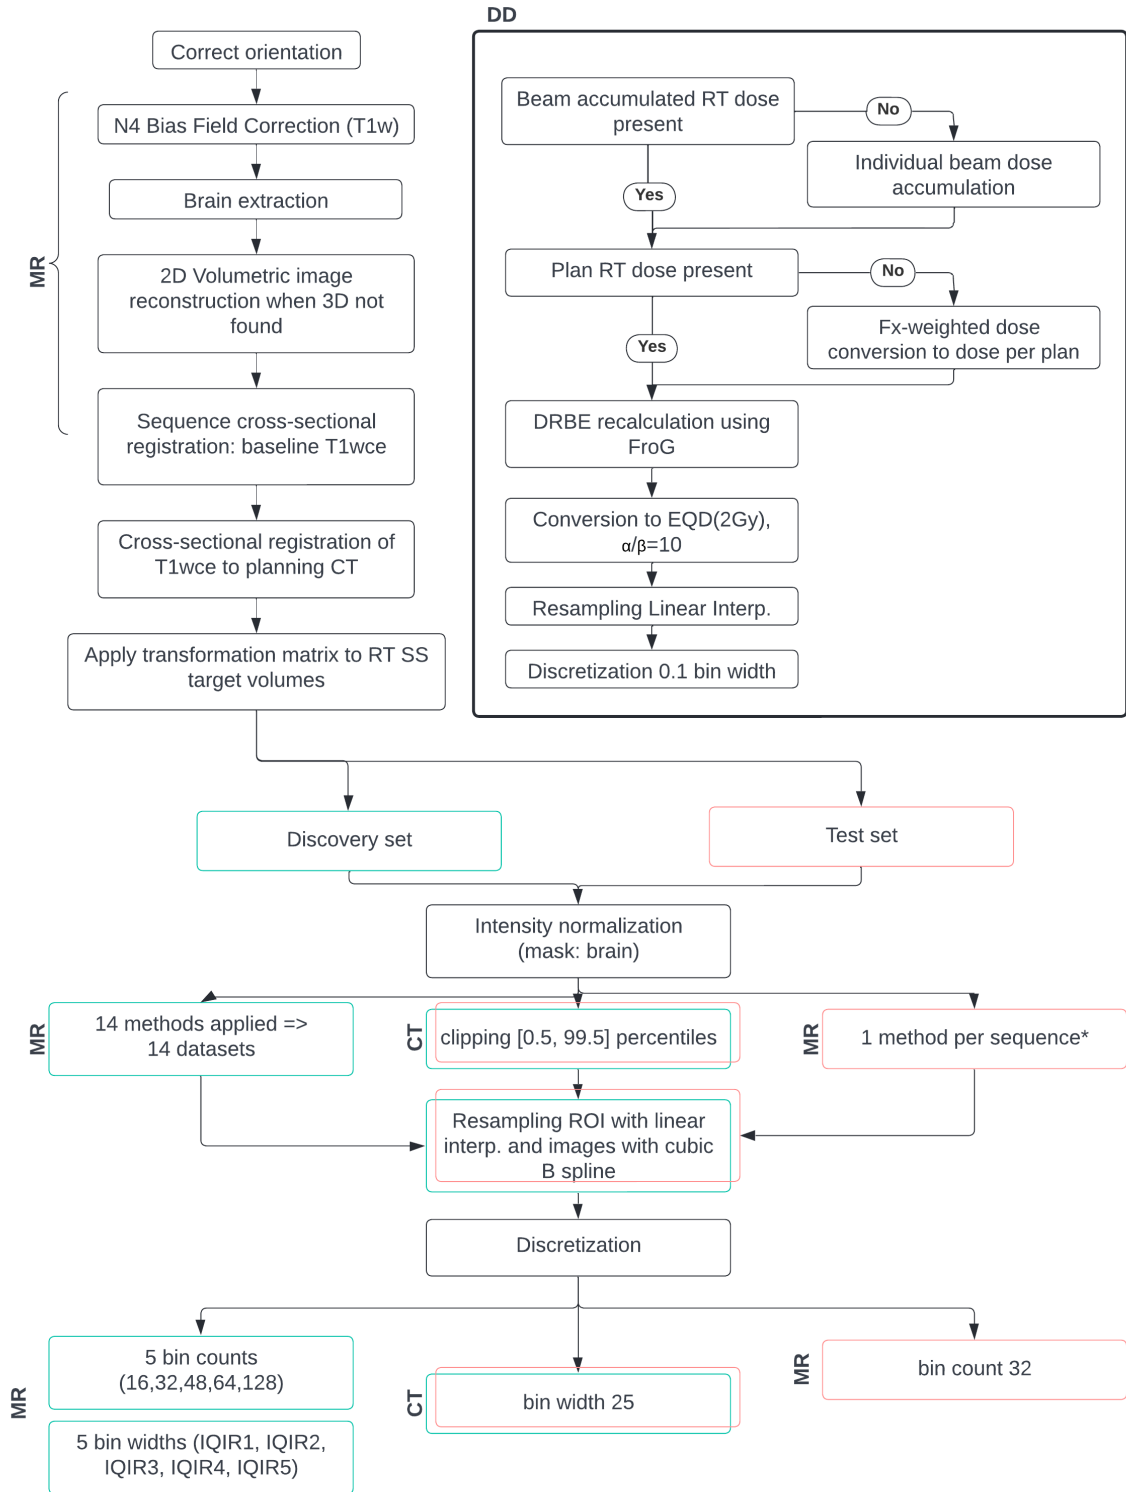 DD
Correct orientation
MR
N4 Bias Field Correction (T1w)
Brain extraction
2D Volumetric image
reconstruction when 3D not
found
Sequence cross-sectional
registration: baseline T1wce
Cross-sectional registration of
T1wce to planning CT
Apply transformation matrix to RT SS
target volumes
Beam accumulated RT dose
present
No
Individual beam dose
accumulation
Yes
Plan RT dose present
No
Fx-weighted dose
conversion to dose per plan
Yes
DRBE recalculation using
FroG
Conversion to EQD(2Gy),
α/β=10
Resampling Linear Interp.
Discretization 0.1 bin width
Discovery set
Test set
Intensity normalization
(mask: brain)
MR
14 methods applied =>
14 datasets
CT
clipping [0.5, 99.5] percentiles
MR
1 method per sequence*
Resampling ROI with linear
interp. and images with cubic
B spline
Discretization
MR
5 bin counts
(16,32,48,64,128)
5 bin widths (IQIR1, IQIR2,
IQIR3, IQIR4, IQIR5)
CT
bin width 25
MR
bin count 32